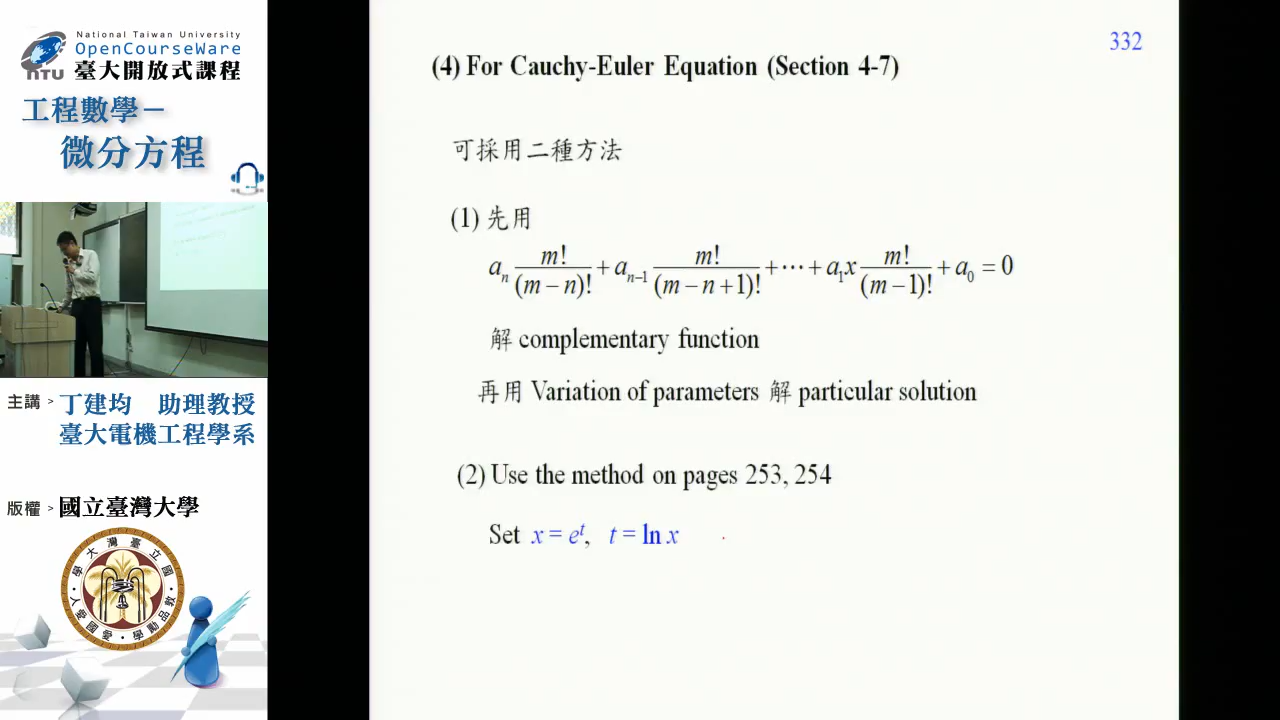 National Taiwan University
OpenCourseWare
NTU 臺大開放式課程
工程數學－
微分方程
主講 > 丁建均 助理教授
臺大電機工程學系
版權 > 國立臺灣大學
332
(4) For Cauchy-Euler Equation (Section 4-7)
可採用二種方法
(1) 先用
a_n m!/(m−n)! + a_{n−1} m!/(m−n+1)! + ⋯ + a_1 x m!/(m−1)! + a_0 = 0
解 complementary function
再用 Variation of parameters 解 particular solution
(2) Use the method on pages 253, 254
Set x = e^t, t = ln x